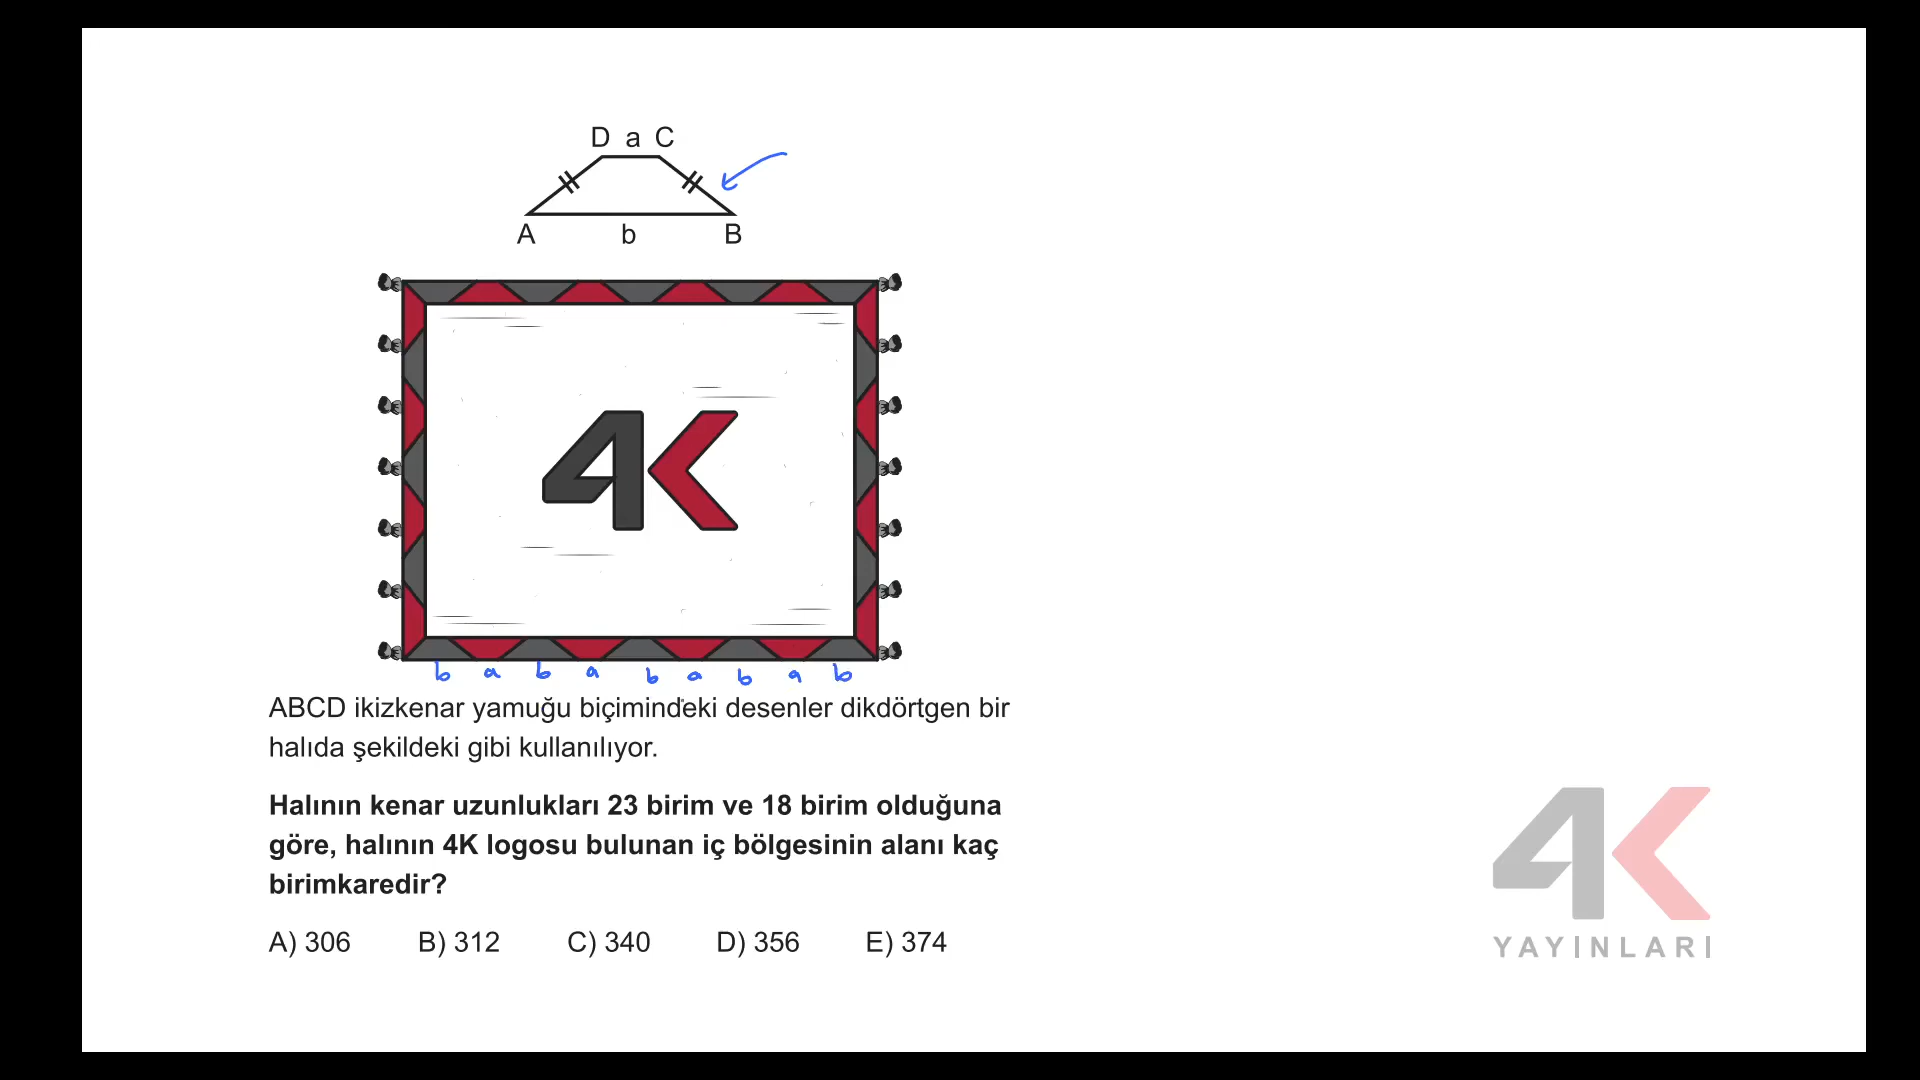 D a C
A b B
4K
b a b a b a b a b
ABCD ikizkenar yamuğu biçimindeki desenler dikdörtgen bir
halıda şekildeki gibi kullanılıyor.
Halının kenar uzunlukları 23 birim ve 18 birim olduğuna
göre, halının 4K logosu bulunan iç bölgesinin alanı kaç
birimkaredir?
A) 306 B) 312 C) 340 D) 356 E) 374
4K
YAYINLARI